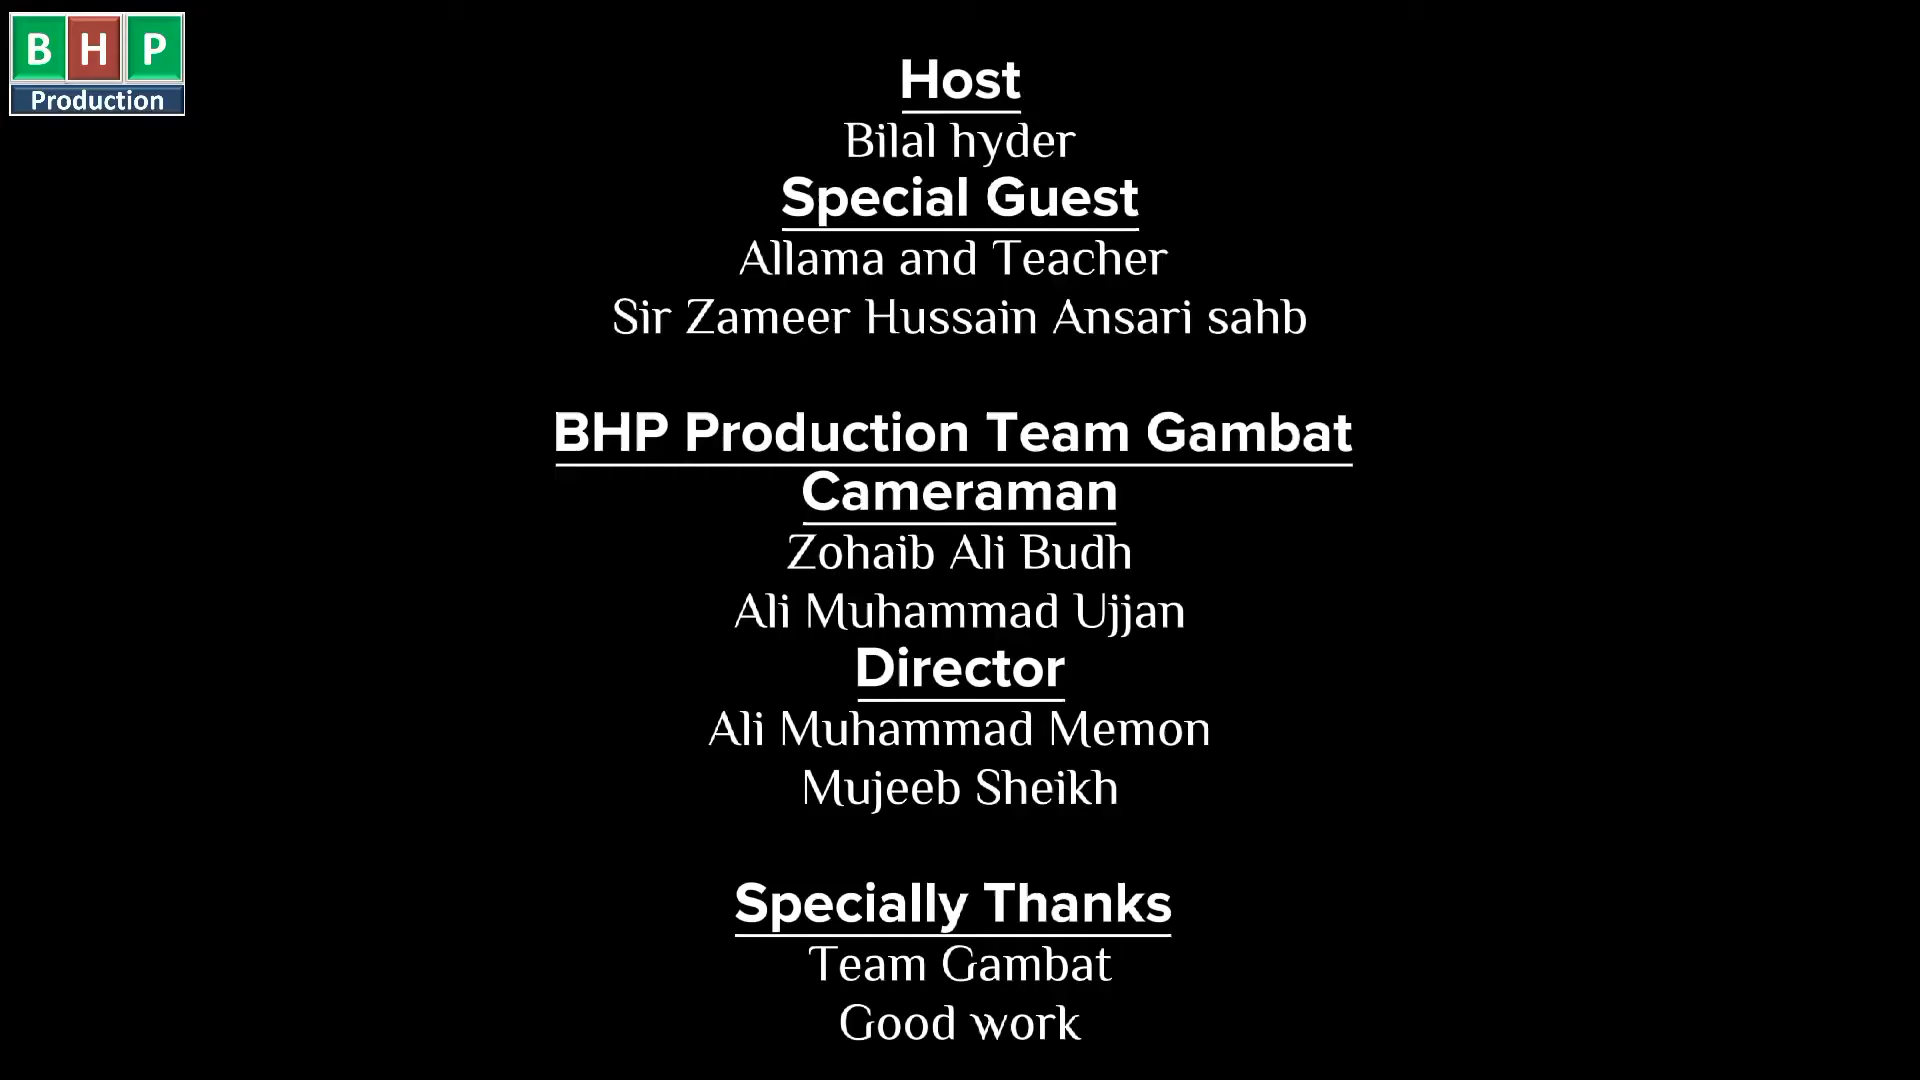 B H P
Production
Host
Bilal hyder
Special Guest
Allama and Teacher
Sir Zameer Hussain Ansari sahb
BHP Production Team Gambat
Cameraman
Zohaib Ali Budh
Ali Muhammad Ujjan
Director
Ali Muhammad Memon
Mujeeb Sheikh
Specially Thanks
Team Gambat
Good work